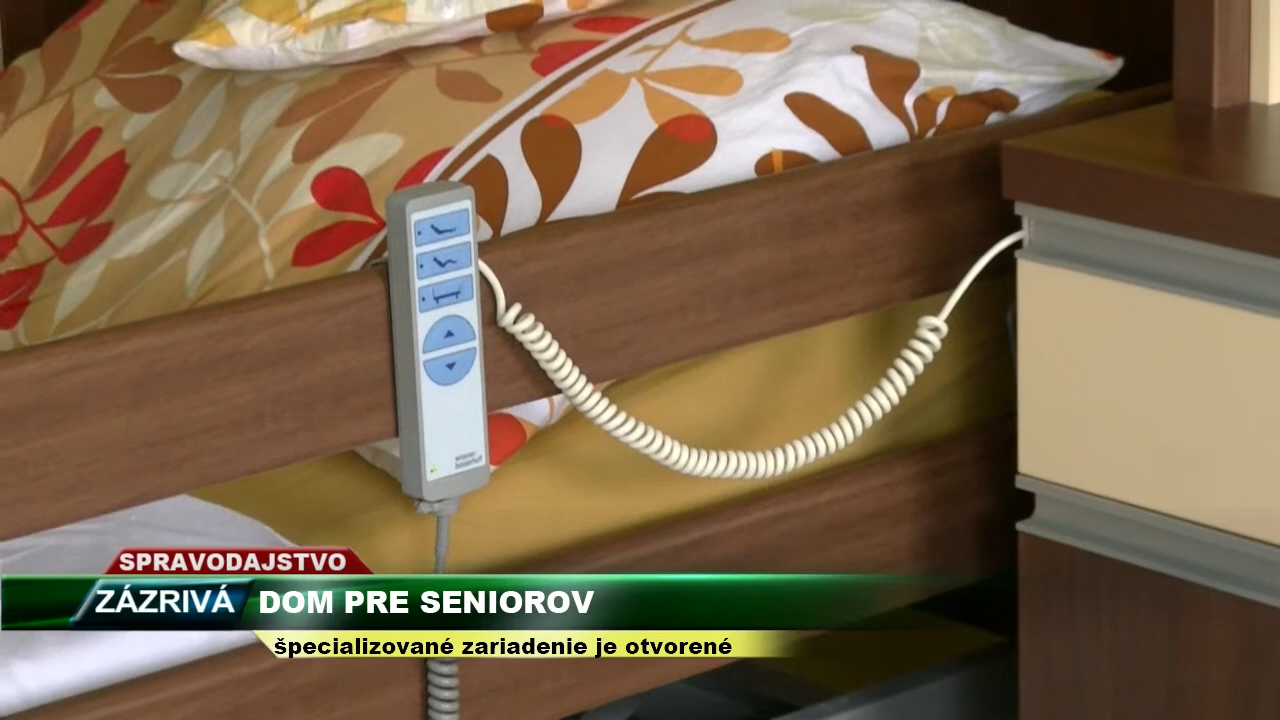 SPRAVODAJSTVO
ZÁZRIVÁ DOM PRE SENIOROV
špecializované zariadenie je otvorené